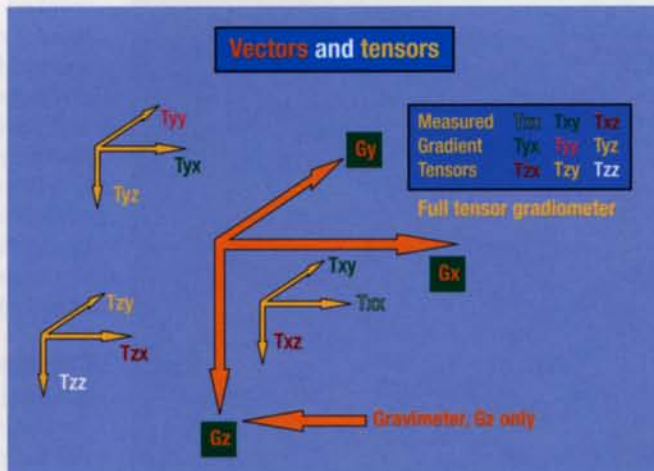 Vectors and tensors
Tyy
Tyx
Tyz
Gy
Measured Txx Txy Txz
Gradient Tyx Tyy Tyz
Tensors Tzx Tzy Tzz
Full tensor gradiometer
Gx
Txy
Txx
Txz
Tzy
Tzx
Tzz
Gz
Gravimeter, Gz only